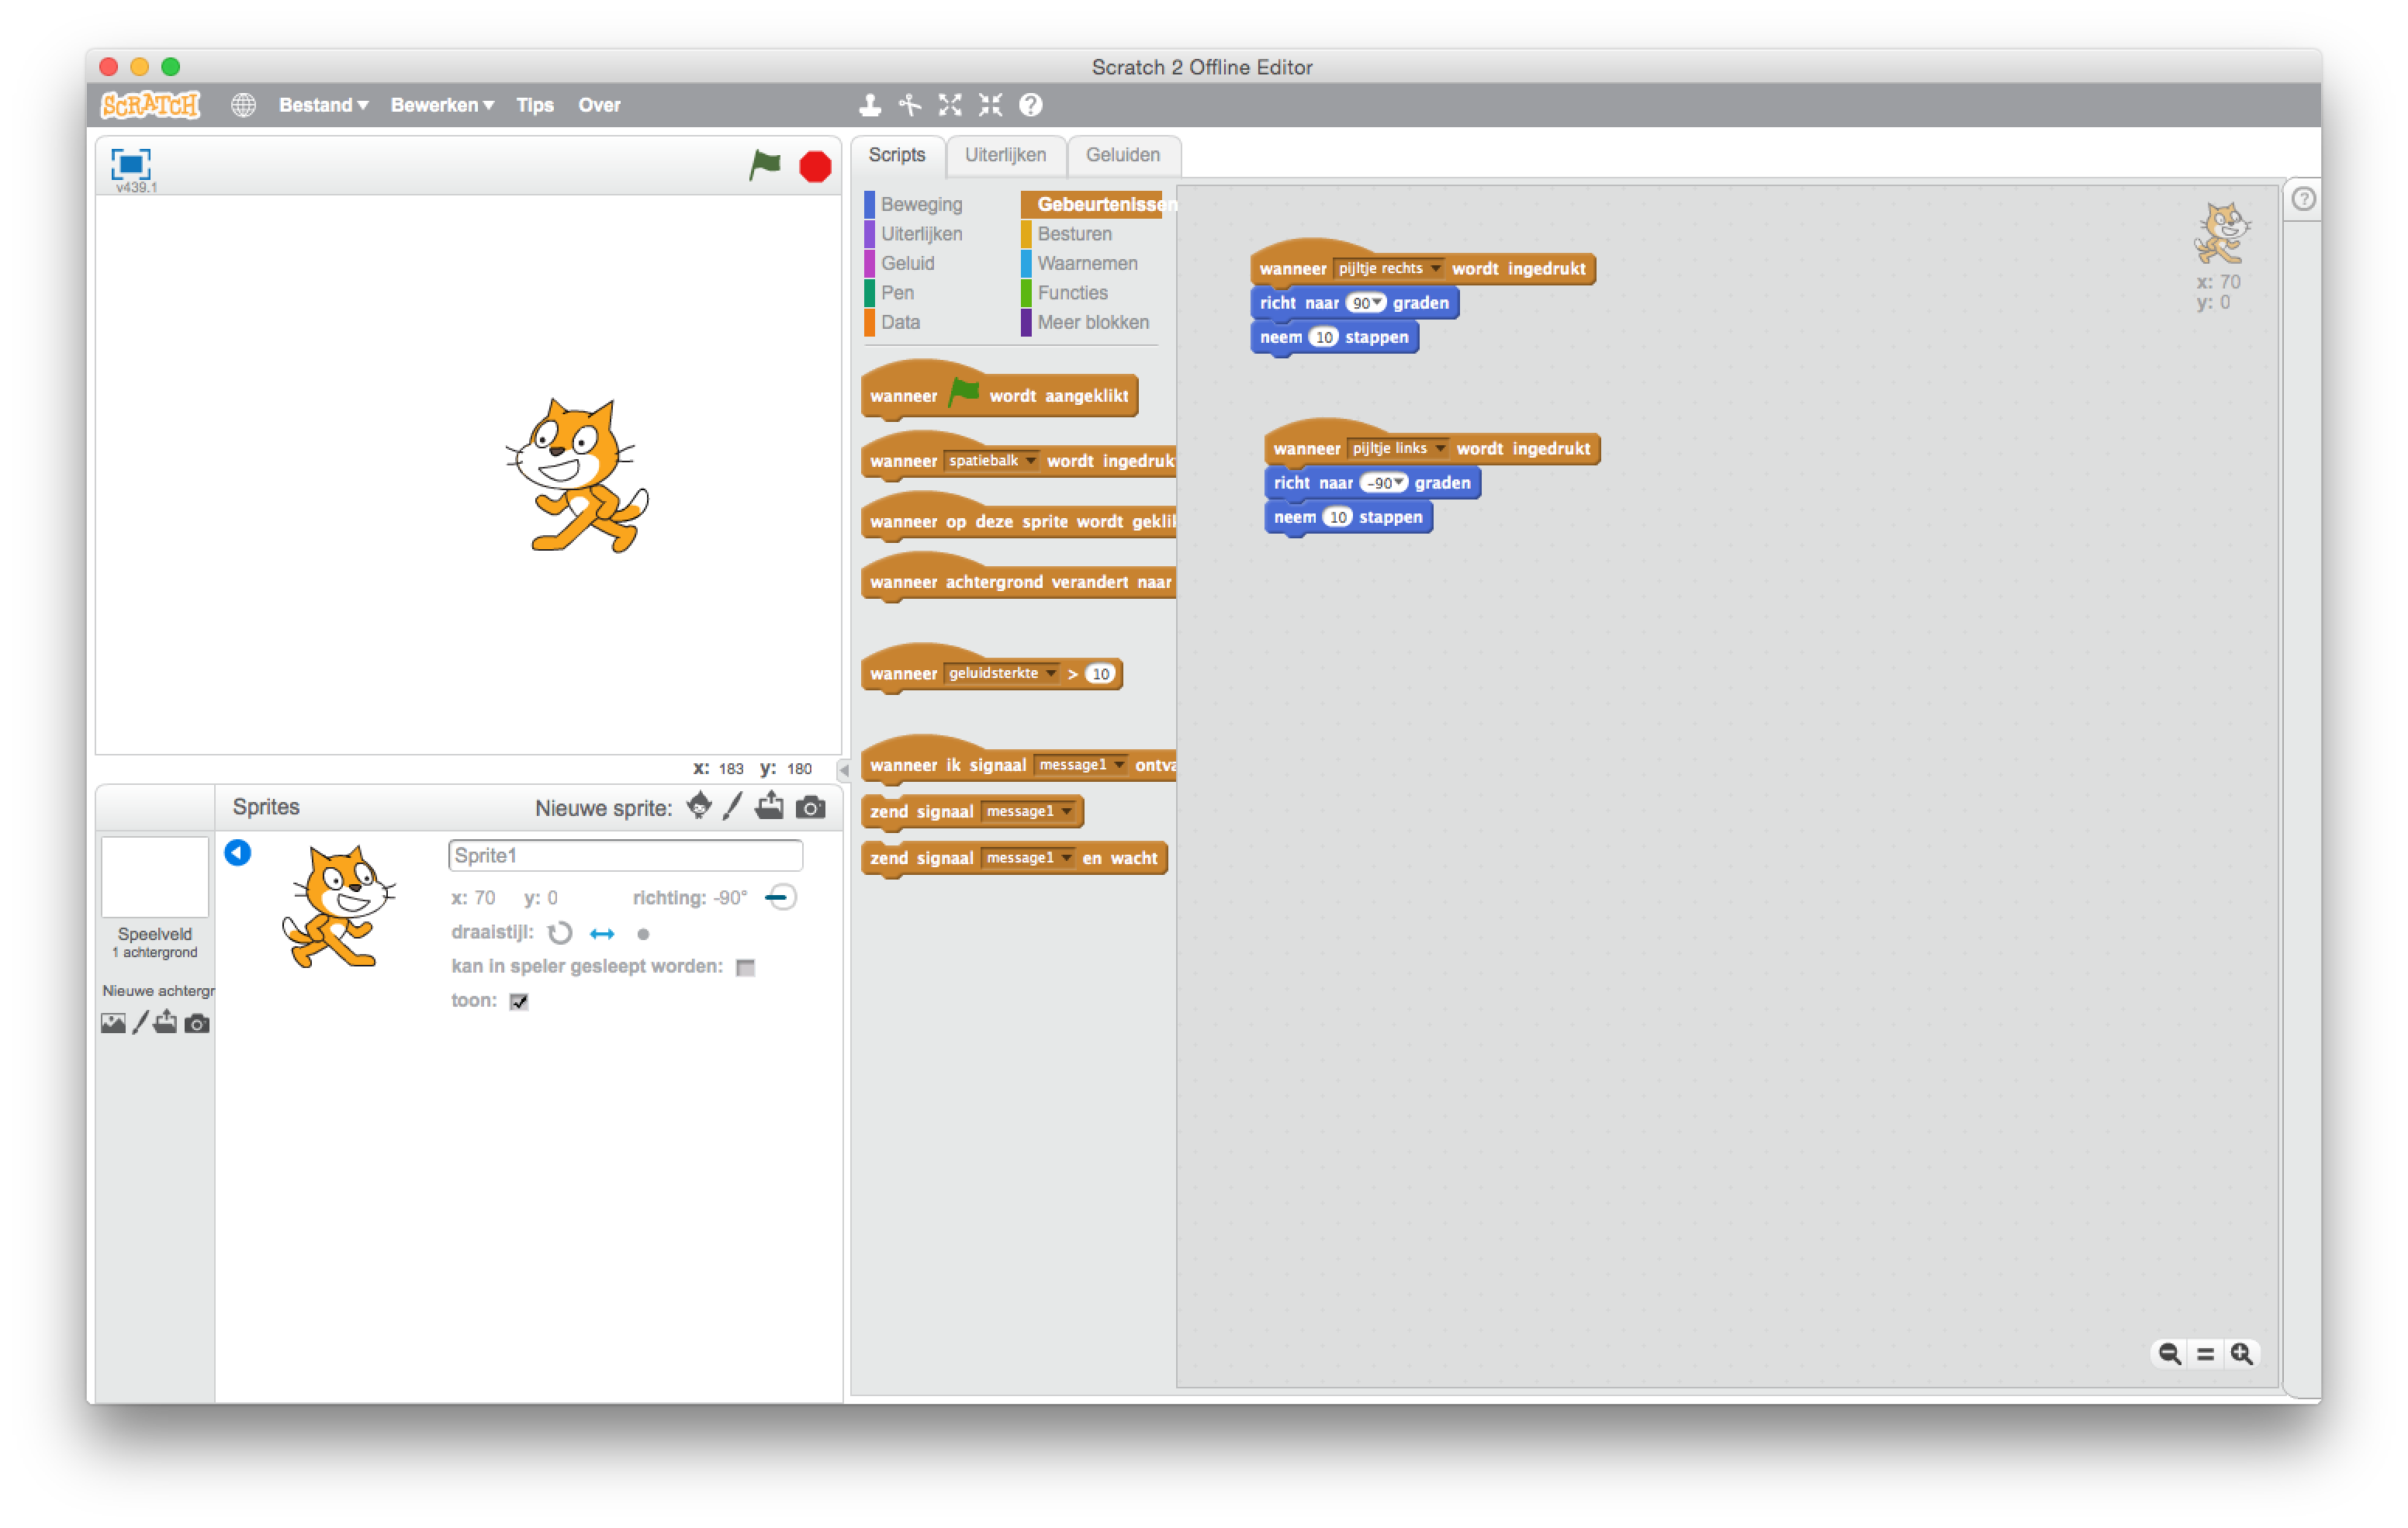 Scratch 2 Offline Editor
SCRATCH Bestand Bewerken Tips Over
v439.1
x: 183 y: 180
Sprites Nieuwe sprite:
Speelveld
1 achtergrond
Nieuwe achtergr
Sprite1
x: 70 y: 0 richting: -90°
draaistijl:
kan in speler gesleept worden:
toon:
Scripts Uiterlijken Geluiden
Beweging Gebeurtenissen
Uiterlijken Besturen
Geluid Waarnemen
Pen Functies
Data Meer blokken
wanneer wordt aangeklikt
wanneer spatiebalk wordt ingedruk
wanneer op deze sprite wordt geklik
wanneer achtergrond verandert naar
wanneer geluidsterkte > 10
wanneer ik signaal message1 ontva
zend signaal message1
zend signaal message1 en wacht
wanneer pijltje rechts wordt ingedrukt
richt naar 90 graden
neem 10 stappen
wanneer pijltje links wordt ingedrukt
richt naar -90 graden
neem 10 stappen
x: 70
y: 0